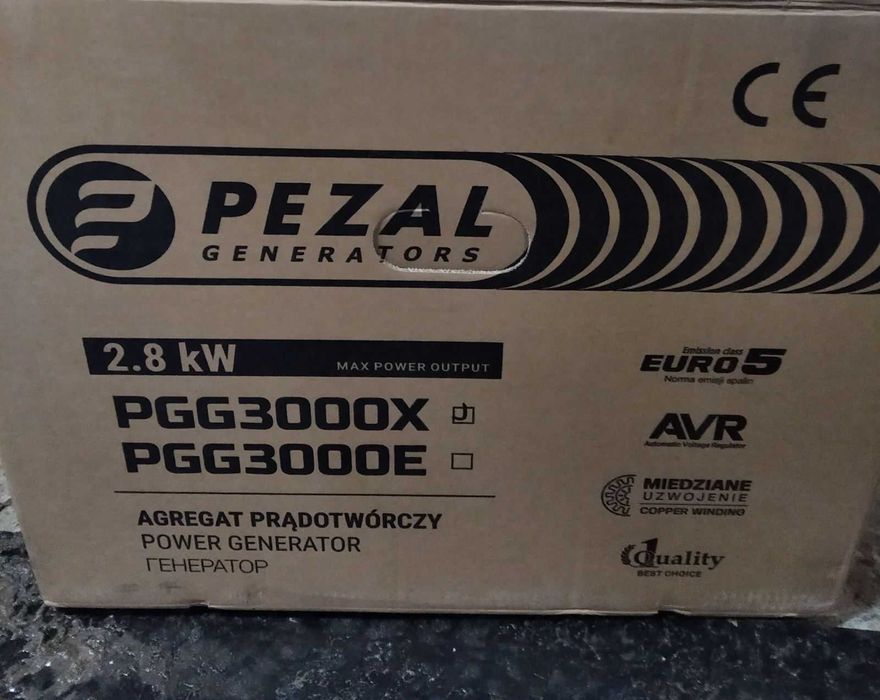 CE
PEZAL
GENERATORS
2.8 kW
MAX POWER OUTPUT
PGG3000X
PGG3000E
AGREGAT PRĄDOTWÓRCZY
POWER GENERATOR
ГЕНЕРАТОР
Emission class
EURO 5
Norma emisji spalin
AVR
Automatic Voltage Regulator
MIEDZIANE
UZWOJENIE
COPPER WINDING
1
Quality
BEST CHOICE